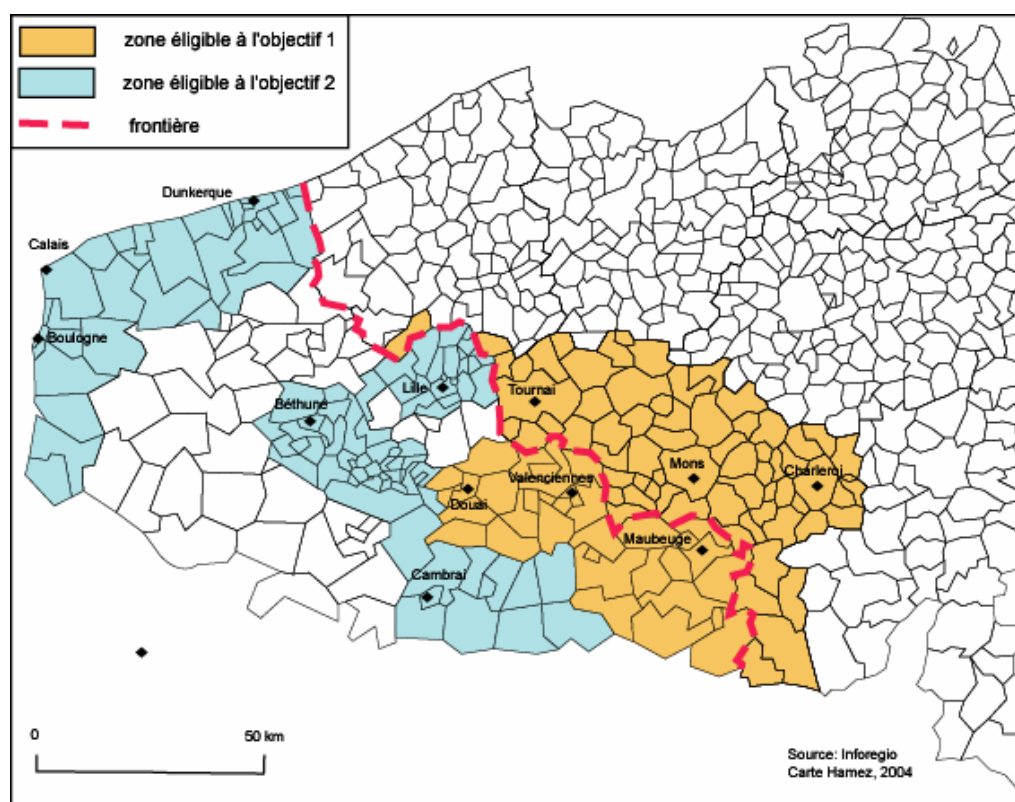 zone éligible à l'objectif 1
zone éligible à l'objectif 2
frontière
Dunkerque
Calais
Boulogne
Lille
Béthune
Tournai
Mons
Charleroi
Valenciennes
Douai
Maubeuge
Cambrai
0 50 km
Source: Inforegio
Carte Hamez, 2004